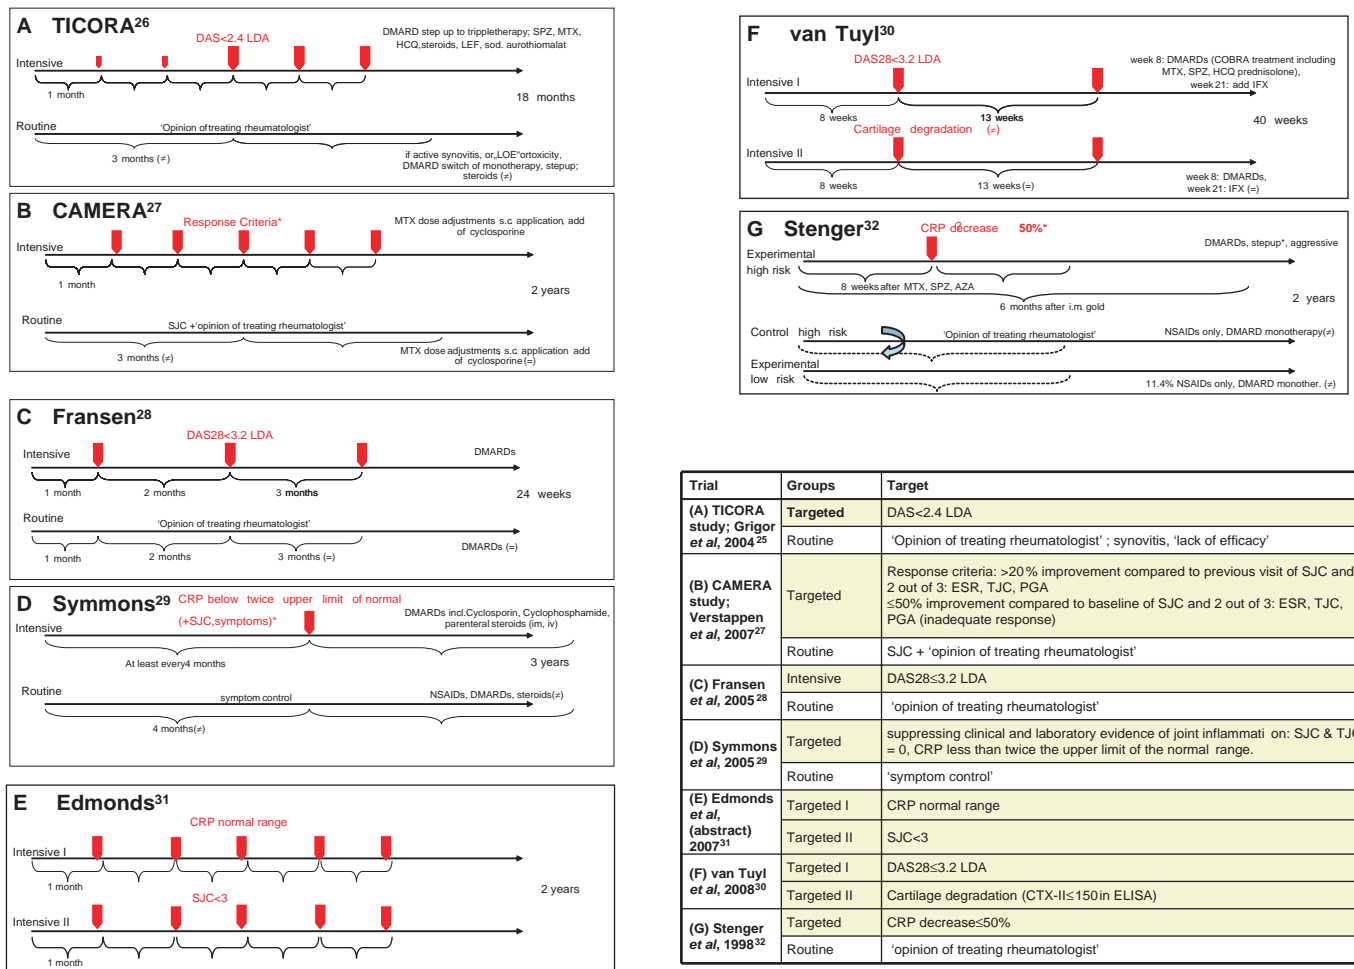 A TICORA26
DAS<2.4 LDA
DMARD step up to trippletherapy; SPZ, MTX,
HCQ,steroids, LEF, sod. aurothiomalat
Intensive
1 month
18 months
Routine
'Opinion oftreating rheumatologist'
3 months (≠)
if active synovitis, or„LOE“ortoxicity,
DMARD switch of monotherapy, stepup;
steroids (≠)
B CAMERA27
Response Criteria*
MTX dose adjustments s.c. application, add
of cyclosporine
Intensive
1 month
2 years
Routine
SJC +'opinion of treating rheumatologist'
3 months (≠)
MTX dose adjustments, s.c. application add
of cyclosporine(=)
C Fransen28
DAS28<3.2 LDA
Intensive
DMARDs
1 month
2 months
3 months
24 weeks
Routine
'Opinion of treating rheumatologist'
1 month
2 months
3 months (=)
DMARDs (=)
D Symmons29
CRP below twice upper limit of normal
(+SJC,symptoms)*
DMARDs incl.Cyclosporin, Cyclophosphamide,
parenteral steroids (im, iv)
Intensive
At least every4 months
3 years
Routine
symptom control
NSAIDs, DMARDs, steroids(≠)
4 months(≠)
E Edmonds31
CRP normal range
Intensive I
1 month
2 years
SJC<3
Intensive II
1 month
F van Tuyl30
DAS28<3.2 LDA
week 8: DMARDs (COBRA treatment including
MTX, SPZ, HCQ prednisolone),
week 21: add IFX
Intensive I
8 weeks
13 weeks
40 weeks
Cartilage degradation (≠)
Intensive II
8 weeks
13 weeks (=)
week 8: DMARDs,
week 21: IFX (=)
G Stenger32
CRP decrease 50%*
DMARDs, stepup*, aggressive
Experimental
high risk
8 weeks after MTX, SPZ, AZA
6 months after i.m. gold
2 years
Control high risk
'Opinion of treating rheumatologist'
NSAIDs only, DMARD monotherapy(≠)
Experimental
low risk
11.4% NSAIDs only, DMARD monother. (≠)
Trial Groups Target
(A) TICORA
study; Grigor
et al, 2004 25
Targeted DAS<2.4 LDA
Routine 'Opinion of treating rheumatologist' ; synovitis, 'lack of efficacy'
(B) CAMERA
study;
Verstappen
et al, 2007 27
Targeted
Response criteria: >20% improvement compared to previous visit of SJC and
2 out of 3: ESR, TJC, PGA
≤50% improvement compared to baseline of SJC and 2 out of 3: ESR, TJC,
PGA (inadequate response)
Routine SJC + 'opinion of treating rheumatologist'
(C) Fransen
et al, 2005 28
Intensive DAS28≤3.2 LDA
Routine 'opinion of treating rheumatologist'
(D) Symmons
et al, 2005 29
Targeted
suppressing clinical and laboratory evidence of joint inflammati on: SJC & TJC
= 0, CRP less than twice the upper limit of the normal range.
Routine 'symptom control'
(E) Edmonds
et al,
(abstract)
2007 31
Targeted I CRP normal range
Targeted II SJC<3
(F) van Tuyl
et al, 2008 30
Targeted I DAS28≤3.2 LDA
Targeted II Cartilage degradation (CTX-II≤150 in ELISA)
(G) Stenger
et al, 1998 32
Targeted CRP decrease≤50%
Routine 'opinion of treating rheumatologist'